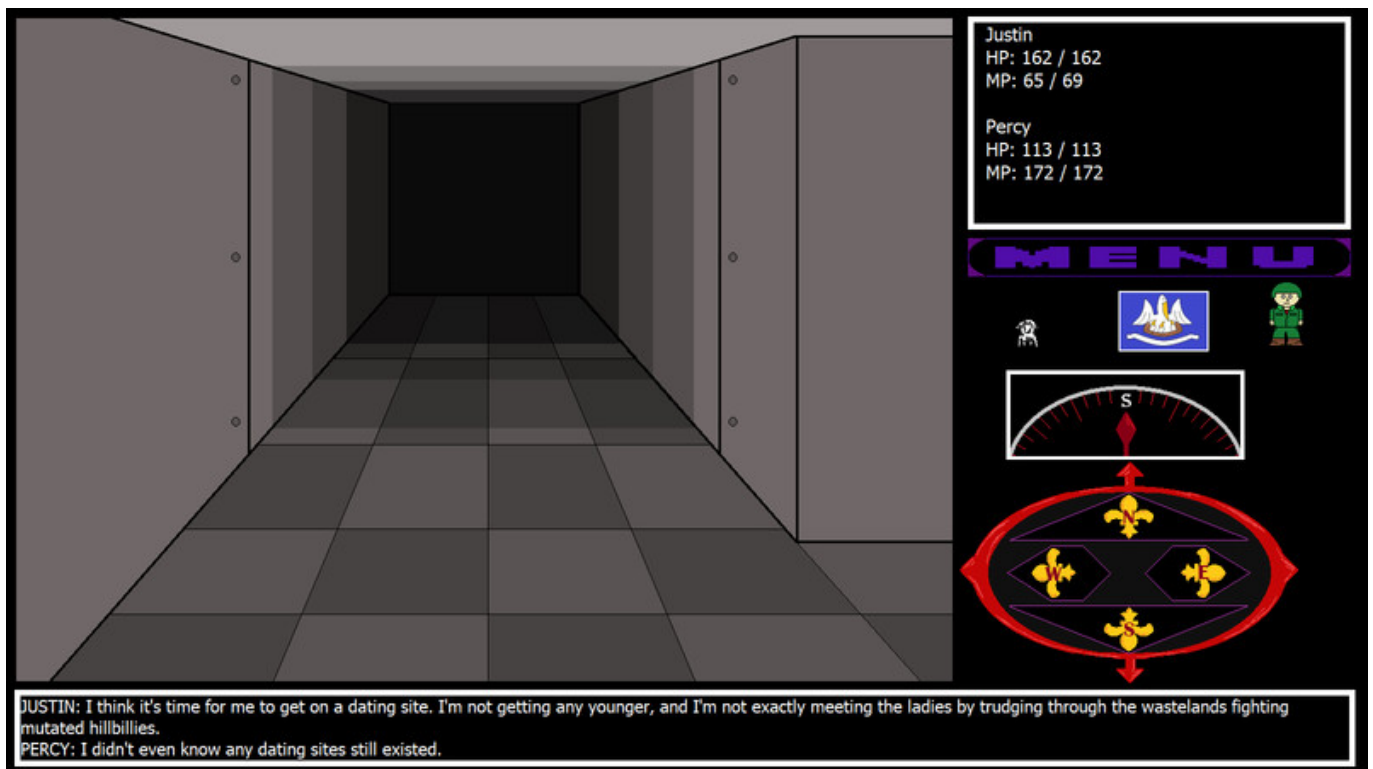 Justin
HP: 162 / 162
MP: 65 / 69
Percy
HP: 113 / 113
MP: 172 / 172
MENU
S
N
W
E
S
JUSTIN: I think it's time for me to get on a dating site. I'm not getting any younger, and I'm not exactly meeting the ladies by trudging through the wastelands fighting
mutated hillbillies.
PERCY: I didn't even know any dating sites still existed.